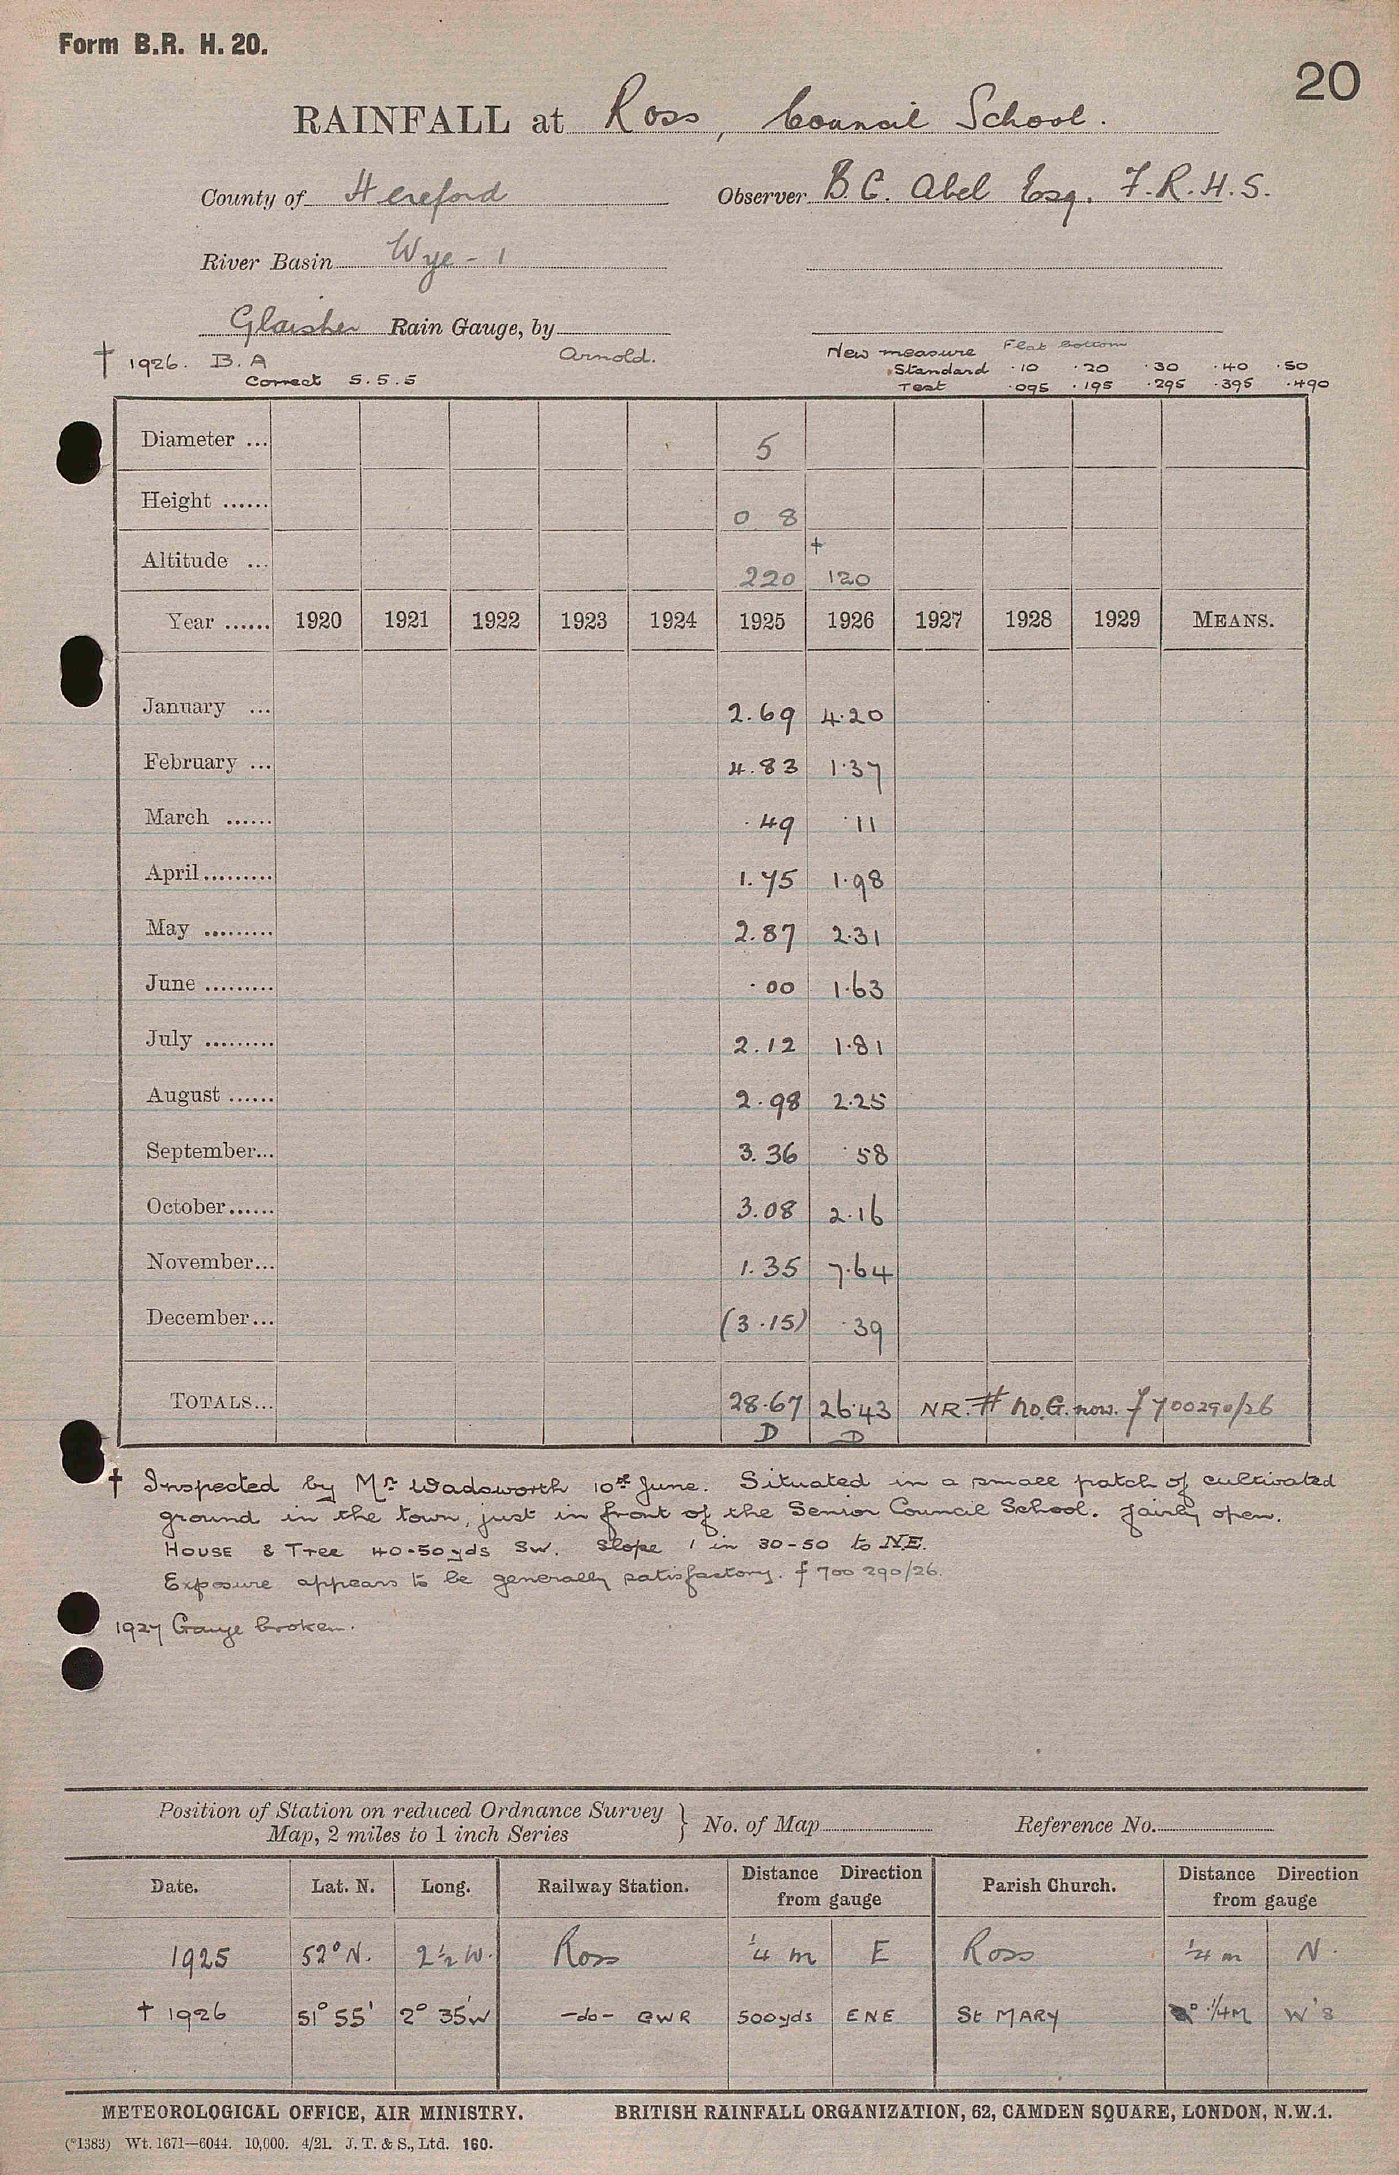 Form B.R. H. 20.
20
RAINFALL at Ross, Council School.
County of Hereford Observer B.C. Abel Esq. F.R.H.S.
River Basin Wye - 1
Glaisher Rain Gauge, by
† 1926. B.A Arnold. New measure Flat bottom
Correct 5.5.5 Standard .10 .20 .30 .40 .50
Test .095 .195 .295 .395 .490
Diameter ... 5
Height ...... 0 8
Altitude ... 220 † 120
Year ...... 1920 1921 1922 1923 1924 1925 1926 1927 1928 1929 MEANS.
January ... 2.69 4.20
February ... 4.83 1.37
March ...... .49 .11
April ......... 1.75 1.98
May ......... 2.87 2.31
June ......... .00 1.63
July ......... 2.12 1.81
August ...... 2.98 2.25
September... 3.36 .58
October...... 3.08 2.16
November... 1.35 7.64
December... (3.15) .39
TOTALS... 28.67 26.43 NR. # No. G. now. f 700290/26
D D
† Inspected by Mr. Wadsworth 10th June. Situated in a small patch of cultivated
ground in the town, just in front of the Senior Council School. fairly open.
HOUSE & Tree 40-50 yds SW. Slope 1 in 30-50 to NE.
Exposure appears to be generally satisfactory. f 700 290/26.
1927 Gauge broken.
Position of Station on reduced Ordnance Survey
Map, 2 miles to 1 inch Series } No. of Map Reference No.
Date. Lat. N. Long. Railway Station. Distance Direction from gauge Parish Church. Distance Direction from gauge
1925 52° N. 2½ W. Ross ¼ m E Ross ¼ m N.
† 1926 51° 55' 2° 35' W -do- GWR 500 yds ENE St MARY ¼ M W'S
METEOROLOGICAL OFFICE, AIR MINISTRY. BRITISH RAINFALL ORGANIZATION, 62, CAMDEN SQUARE, LONDON, N.W.1.
(*1383) Wt. 1671—6044. 10,000. 4/21. J. T. & S., Ltd. 160.